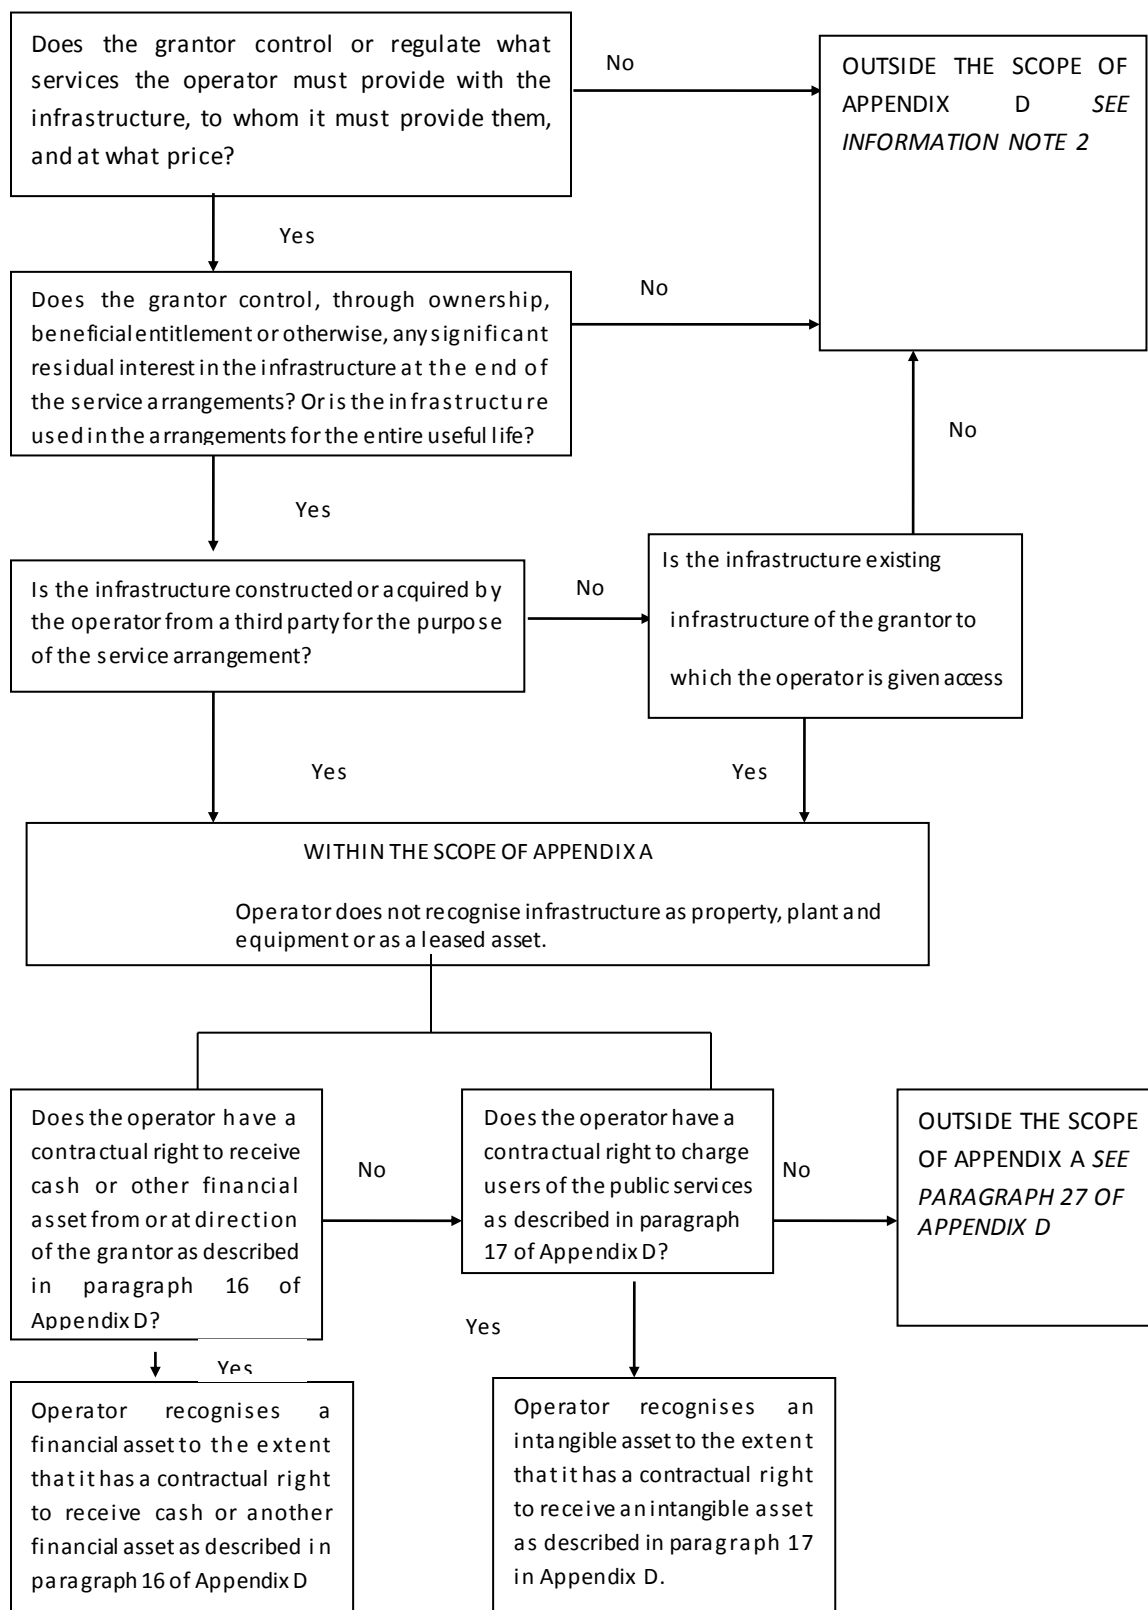 Does the grantor control or regulate what
services the operator must provide with the
infrastructure, to whom it must provide them,
and at what price?
No
OUTSIDE THE SCOPE OF
APPENDIX D SEE
INFORMATION NOTE 2
Yes
Does the grantor control, through ownership,
beneficial entitlement or otherwise, any significant
residual interest in the infrastructure at the end of
the service arrangements? Or is the infrastructure
used in the arrangements for the entire useful life?
No
No
Yes
Is the infrastructure constructed or acquired by
the operator from a third party for the purpose
of the service arrangement?
No
Is the infrastructure existing
infrastructure of the grantor to
which the operator is given access
Yes
Yes
WITHIN THE SCOPE OF APPENDIX A
Operator does not recognise infrastructure as property, plant and
equipment or as a leased asset.
Does the operator have a
contractual right to receive
cash or other financial
asset from or at direction
of the grantor as described
in paragraph 16 of
Appendix D?
No
Does the operator have a
contractual right to charge
users of the public services
as described in paragraph
17 of Appendix D?
No
OUTSIDE THE SCOPE
OF APPENDIX A SEE
PARAGRAPH 27 OF
APPENDIX D
Yes
Yes
Operator recognises a
financial asset to the extent
that it has a contractual right
to receive cash or another
financial asset as described in
paragraph 16 of Appendix D
Operator recognises an
intangible asset to the extent
that it has a contractual right
to receive an intangible asset
as described in paragraph 17
in Appendix D.